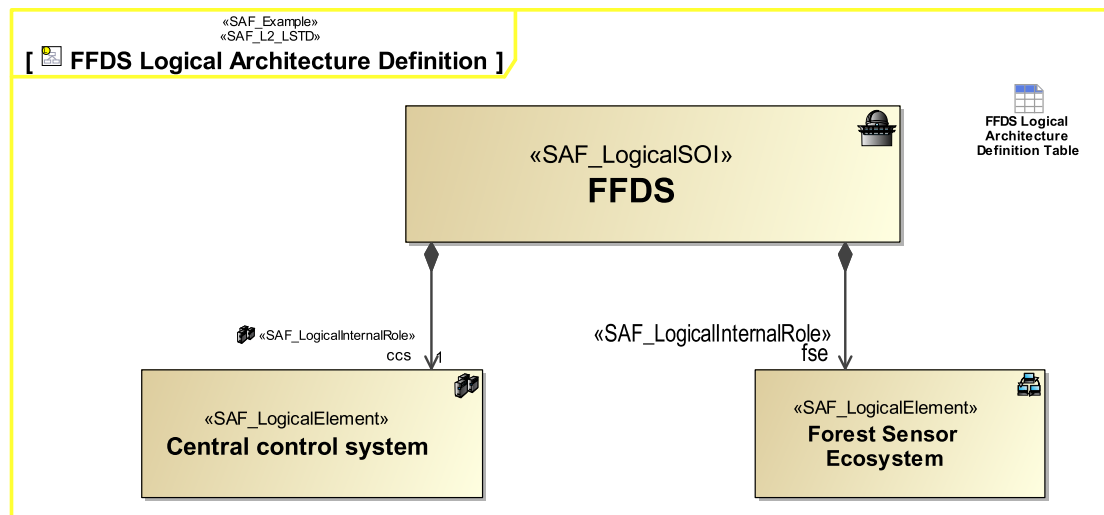 «SAF_Example»
«SAF_L2_LSTD»
[ FFDS Logical Architecture Definition ]
FFDS Logical
Architecture
Definition Table
«SAF_LogicalSOI»
FFDS
«SAF_LogicalInternalRole»
ccs
1
«SAF_LogicalInternalRole»
fse
«SAF_LogicalElement»
Central control system
«SAF_LogicalElement»
Forest Sensor
Ecosystem